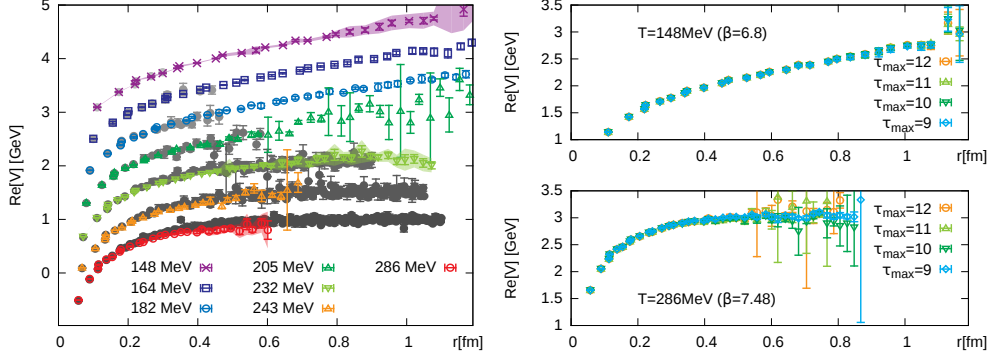 Re[V] [GeV]
5
4
3
2
1
0
148 MeV
164 MeV
182 MeV
205 MeV
232 MeV
243 MeV
286 MeV
0 0.2 0.4 0.6 0.8 1 r[fm]
Re[V] [GeV]
3.5
3
2.5
2
1.5
1
T=148MeV (β=6.8)
τmax=12
τmax=11
τmax=10
τmax=9
0 0.2 0.4 0.6 0.8 1 r[fm]
Re[V] [GeV]
3.5
3
2.5
2
1.5
1
T=286MeV (β=7.48)
τmax=12
τmax=11
τmax=10
τmax=9
0 0.2 0.4 0.6 0.8 1 r[fm]